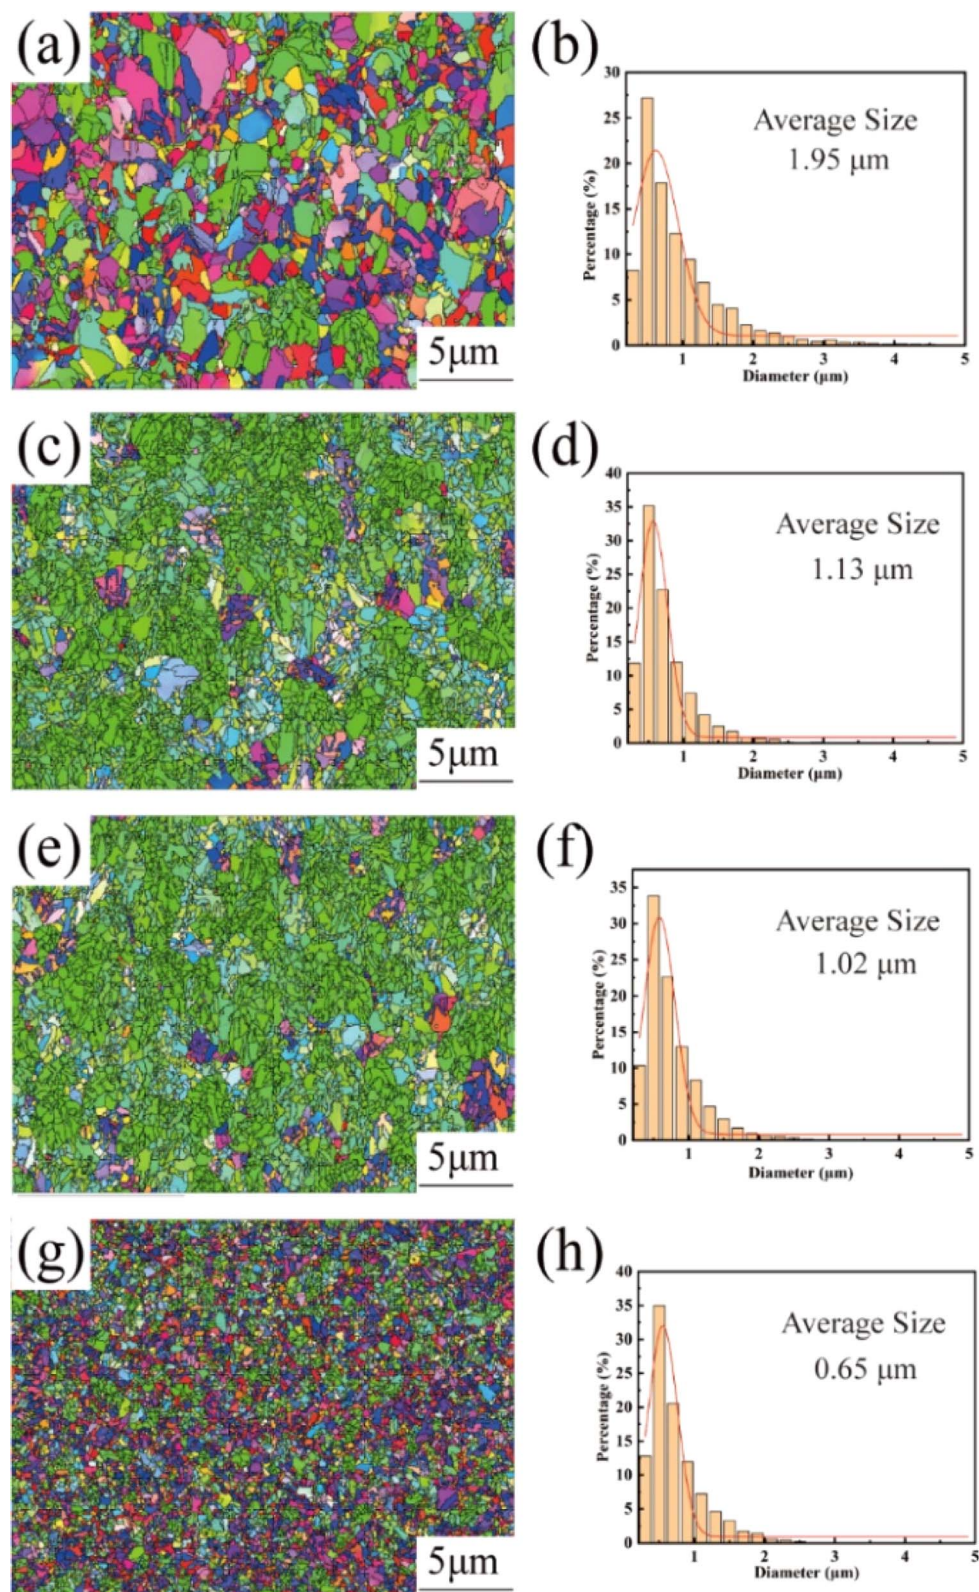 (a)
5μm
(b)
30
25
20
15
10
5
0
Percentage (%)
Average Size
1.95 μm
1
2
3
4
5
Diameter (μm)
(c)
5μm
(d)
40
35
30
25
20
15
10
5
0
Percentage (%)
Average Size
1.13 μm
1
2
3
4
5
Diameter (μm)
(e)
5μm
(f)
35
30
25
20
15
10
5
0
Percentage (%)
Average Size
1.02 μm
1
2
3
4
5
Diameter (μm)
(g)
5μm
(h)
40
35
30
25
20
15
10
5
0
Percentage (%)
Average Size
0.65 μm
1
2
3
4
5
Diameter (μm)